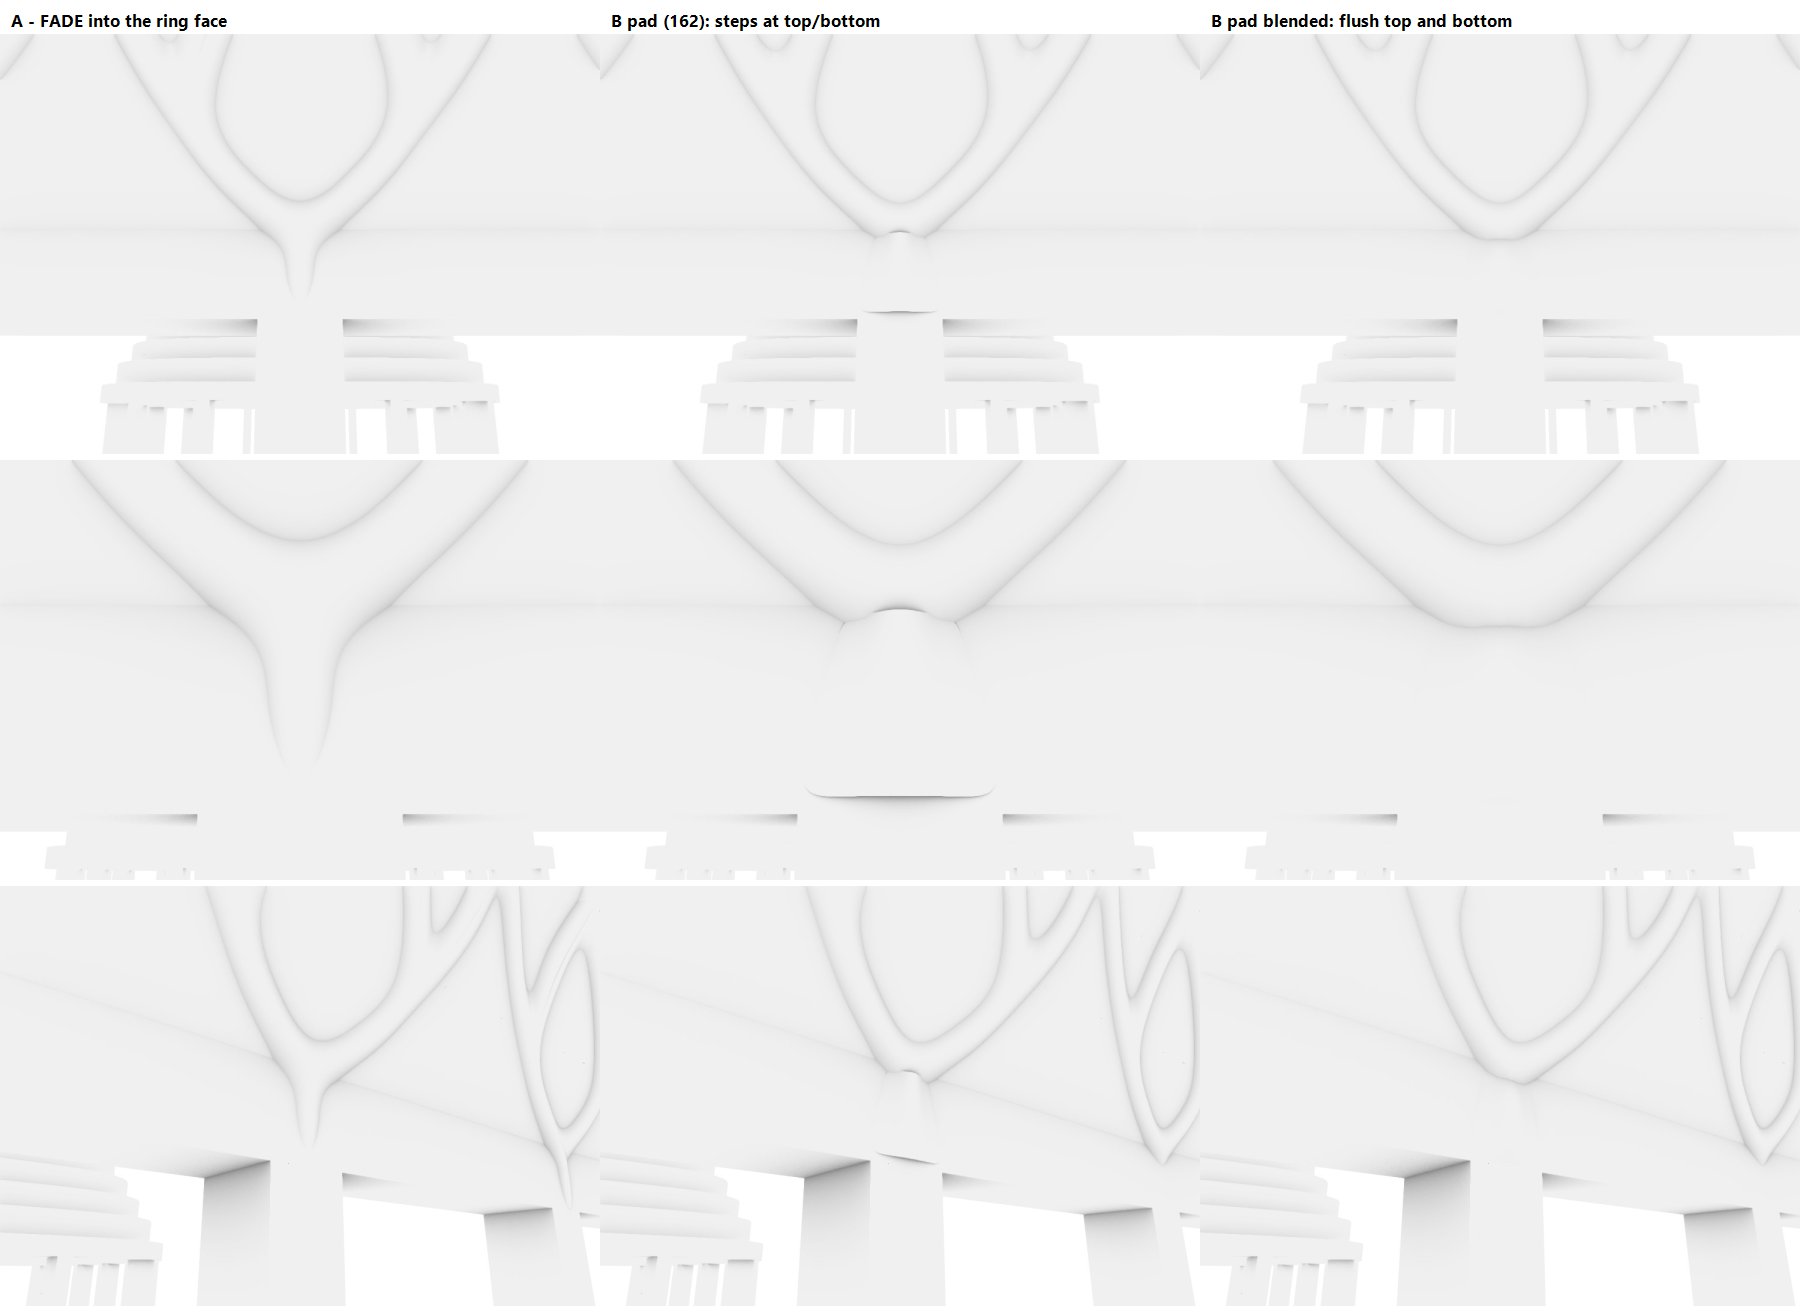 A - FADE into the ring face
B pad (162): steps at top/bottom
B pad blended: flush top and bottom